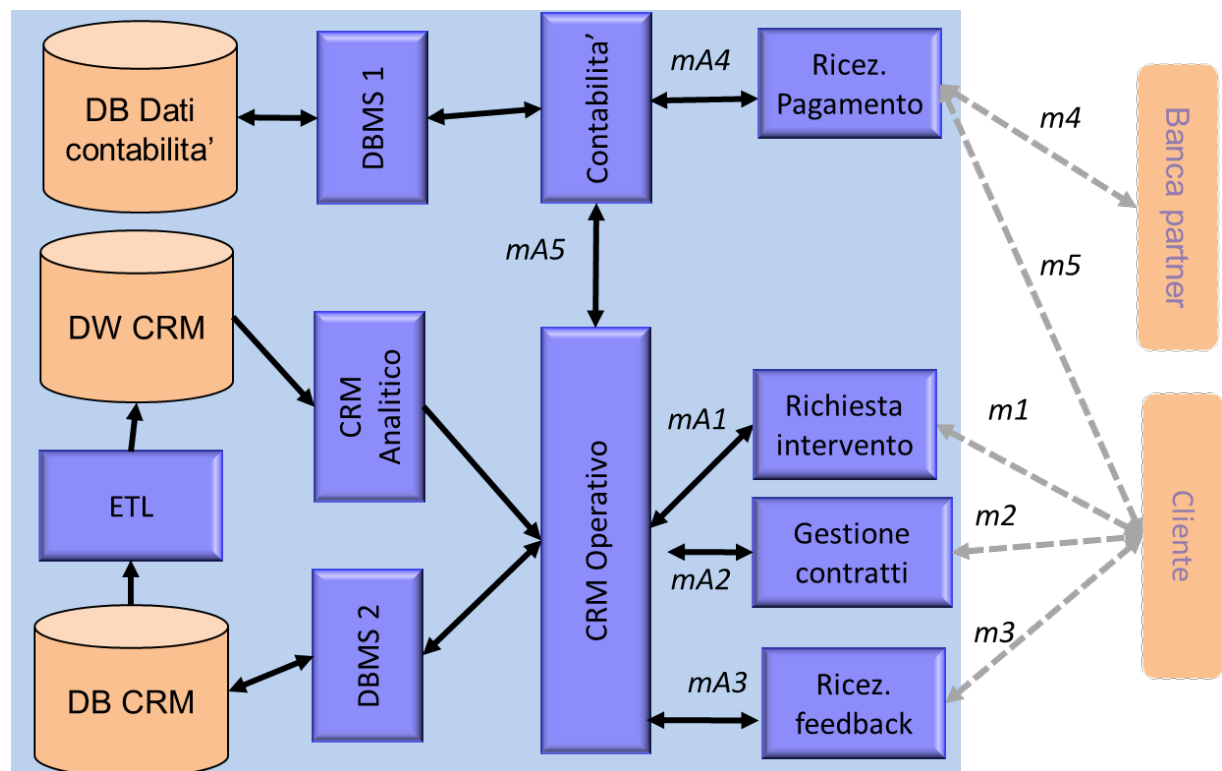 DB Dati
contabilita’
DBMS 1
Contabilita’
mA4
Ricez.
Pagamento
m4
Banca partner
mA5
m5
DW CRM
CRM
Analitico
mA1
Richiesta
intervento
m1
ETL
CRM Operativo
mA2
Gestione
contratti
m2
Cliente
DB CRM
DBMS 2
mA3
Ricez.
feedback
m3